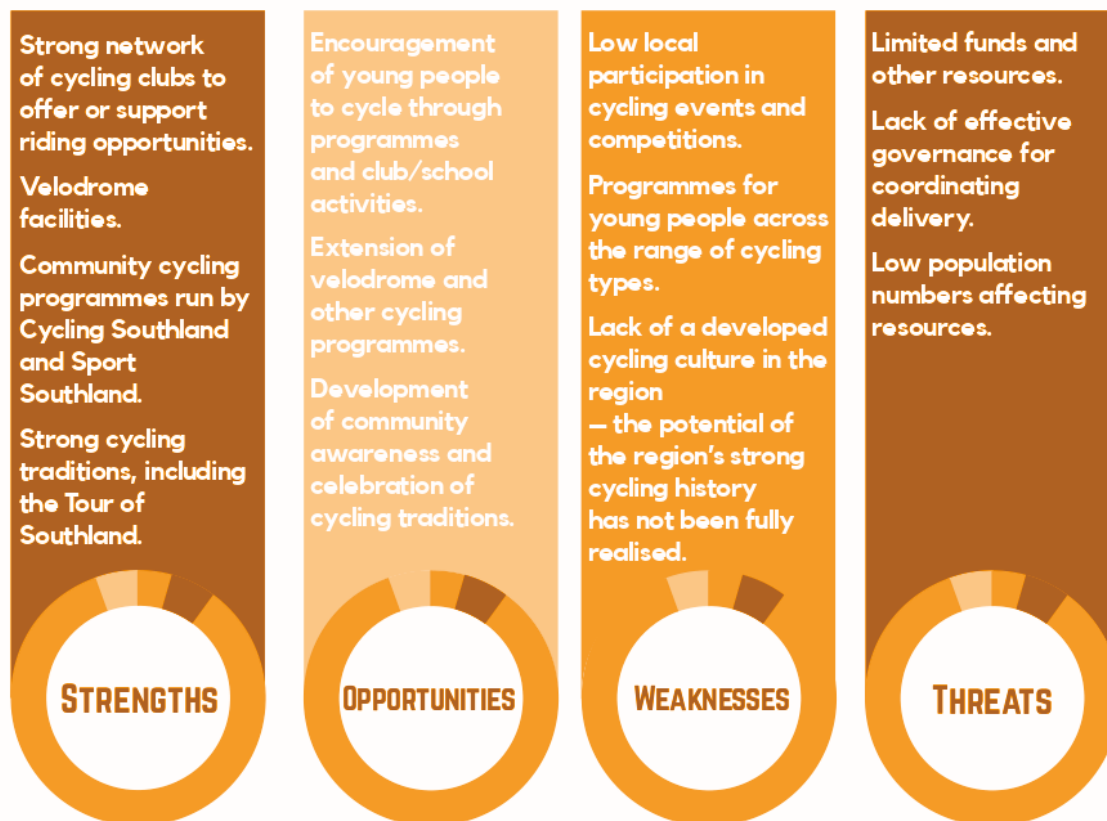 Strong network
of cycling clubs to
offer or support
riding opportunities.
Velodrome
facilities.
Community cycling
programmes run by
Cycling Southland
and Sport
Southland.
Strong cycling
traditions, including
the Tour of
Southland.
STRENGTHS
Encouragement
of young people
to cycle through
programmes
and club/school
activities.
Extension of
velodrome and
other cycling
programmes.
Development
of community
awareness and
celebration of
cycling traditions.
OPPORTUNITIES
Low local
participation in
cycling events and
competitions.
Programmes for
young people across
the range of cycling
types.
Lack of a developed
cycling culture in the
region
– the potential of
the region's strong
cycling history
has not been fully
realised.
WEAKNESSES
Limited funds and
other resources.
Lack of effective
governance for
coordinating
delivery.
Low population
numbers affecting
resources.
THREATS